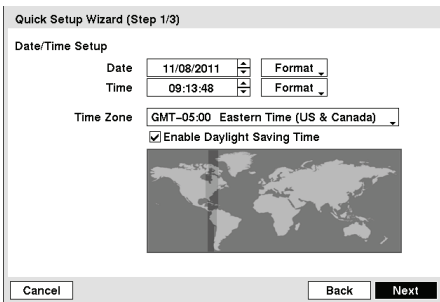 Quick Setup Wizard (Step 1/3)
Date/Time Setup
Date 11/08/2011 Format
Time 09:13:48 Format
Time Zone GMT-05:00 Eastern Time (US & Canada)
Enable Daylight Saving Time
Cancel Back Next